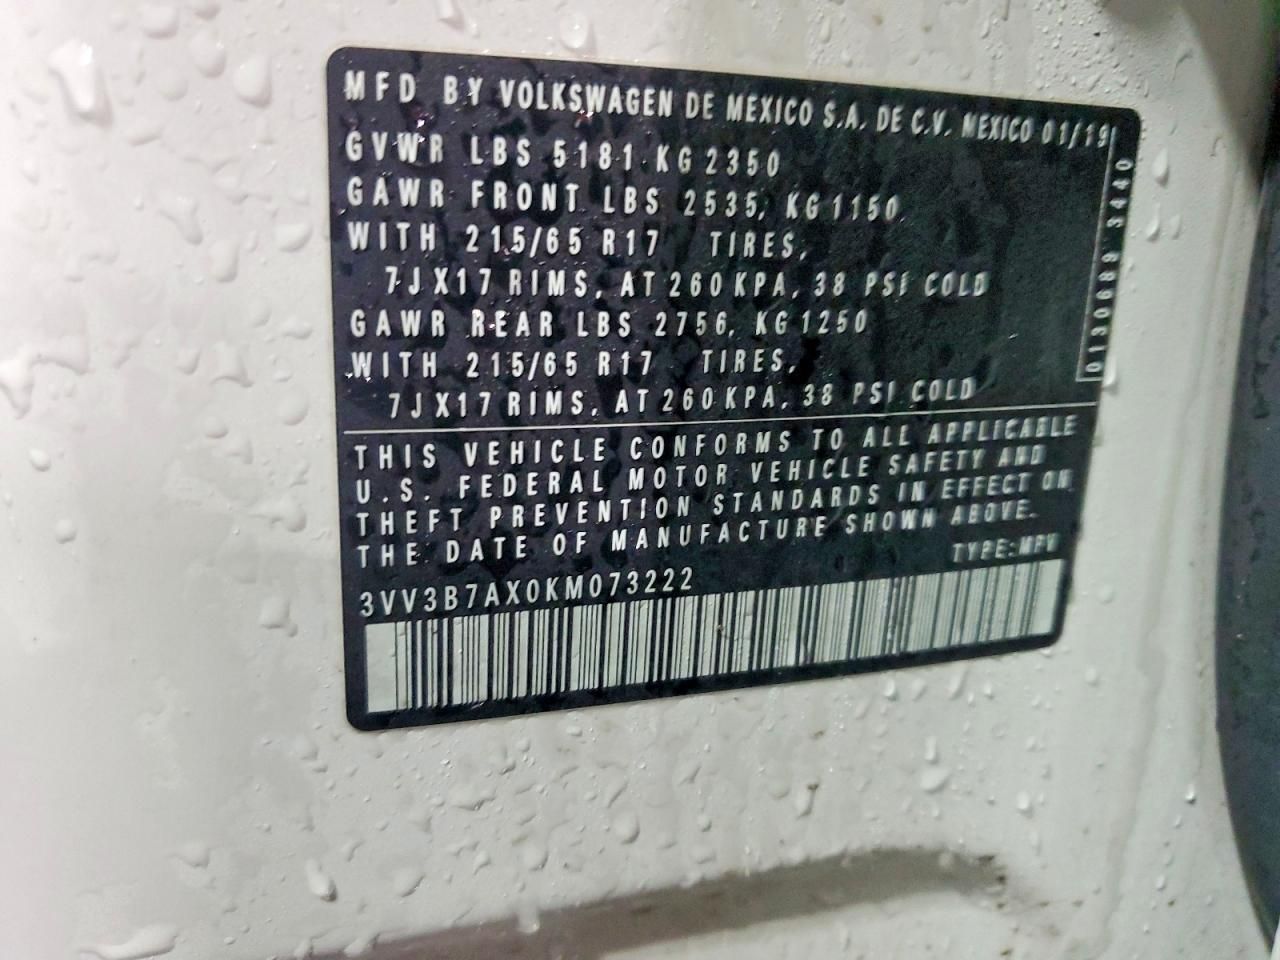 MFD BY VOLKSWAGEN DE MEXICO S.A. DE C.V. MEXICO 01/19
GVWR LBS 5181 KG 2350
GAWR FRONT LBS 2535, KG 1150
WITH 215/65 R17 TIRES,
7JX17 RIMS, AT 260 KPA, 38 PSI COLD
GAWR REAR LBS 2756, KG 1250
WITH 215/65 R17 TIRES,
7JX17 RIMS, AT 260 KPA, 38 PSI COLD
0130689 3440
THIS VEHICLE CONFORMS TO ALL APPLICABLE
U.S. FEDERAL MOTOR VEHICLE SAFETY AND
THEFT PREVENTION STANDARDS IN EFFECT ON
THE DATE OF MANUFACTURE SHOWN ABOVE.
TYPE:MPV
3VV3B7AX0KM073222